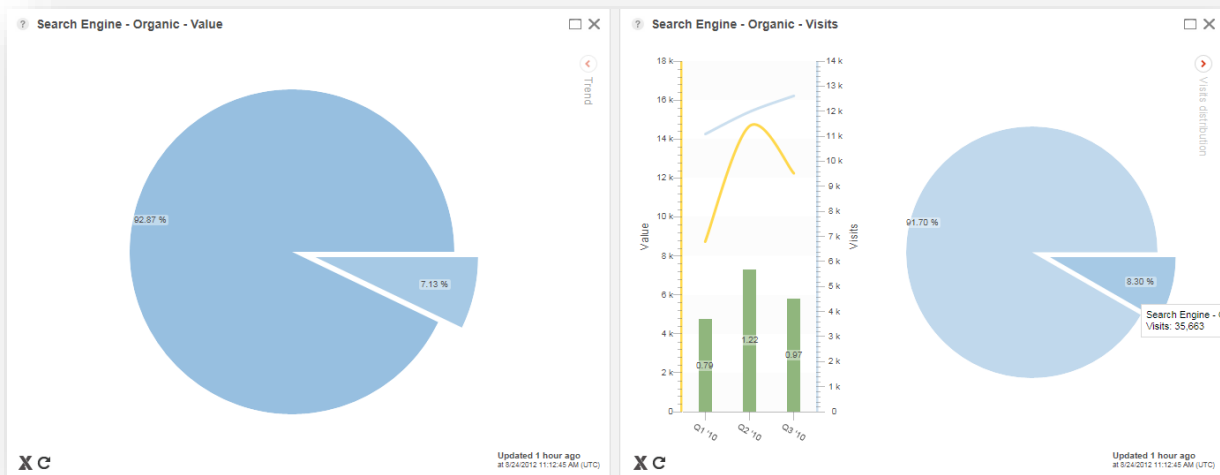 ? Search Engine - Organic - Value
Trend
92.87 %
7.13 %
X
Updated 1 hour ago
at 8/24/2012 11:12:45 AM (UTC)
? Search Engine - Organic - Visits
Visits distribution
18 k
16 k
14 k
12 k
10 k
8 k
6 k
4 k
2 k
0
Value
14 k
13 k
12 k
11 k
10 k
9 k
8 k
7 k
6 k
5 k
4 k
3 k
2 k
1 k
0
Visits
0.79
1.22
0.97
Q1 '10
Q2 '10
Q3 '10
91.70 %
8.30 %
Search Engine -
Visits: 35,663
X
Updated 1 hour ago
at 8/24/2012 11:12:45 AM (UTC)